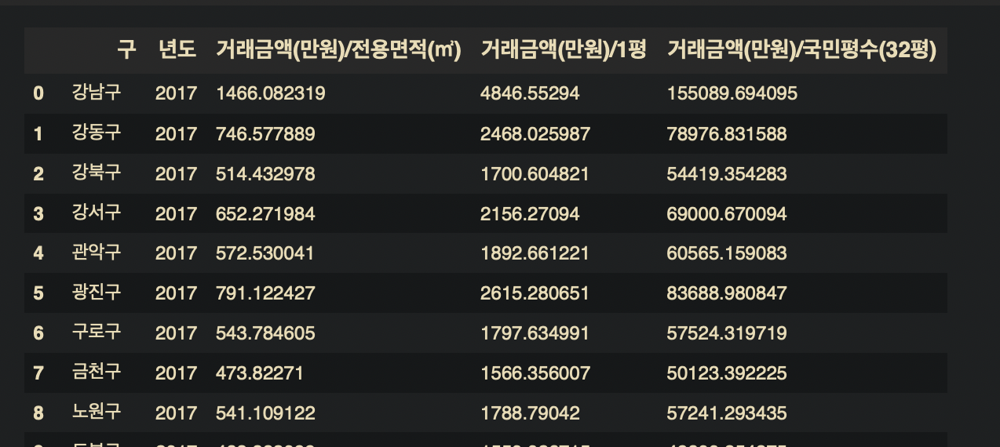 구 년도 거래금액(만원)/전용면적(㎡) 거래금액(만원)/1평 거래금액(만원)/국민평수(32평)
0 강남구 2017 1466.082319 4846.55294 155089.694095
1 강동구 2017 746.577889 2468.025987 78976.831588
2 강북구 2017 514.432978 1700.604821 54419.354283
3 강서구 2017 652.271984 2156.27094 69000.670094
4 관악구 2017 572.530041 1892.661221 60565.159083
5 광진구 2017 791.122427 2615.280651 83688.980847
6 구로구 2017 543.784605 1797.634991 57524.319719
7 금천구 2017 473.82271 1566.356007 50123.392225
8 노원구 2017 541.109122 1788.79042 57241.293435